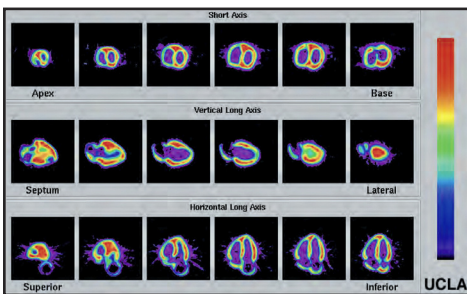 Short Axis
Apex
Base
Vertical Long Axis
Septum
Lateral
Horizontal Long Axis
Superior
Inferior
UCLA